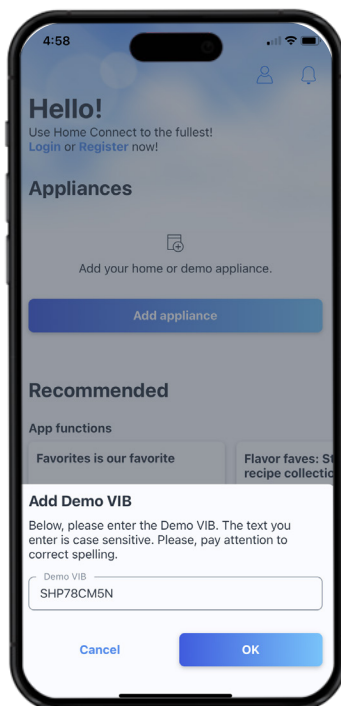 4:58
Hello!
Use Home Connect to the fullest!
Login or Register now!
Appliances
Add your home or demo appliance.
Add appliance
Recommended
App functions
Favorites is our favorite
Flavor faves: St
recipe collectio
Add Demo VIB
Below, please enter the Demo VIB. The text you
enter is case sensitive. Please, pay attention to
correct spelling.
Demo VIB
SHP78CM5N
Cancel
OK